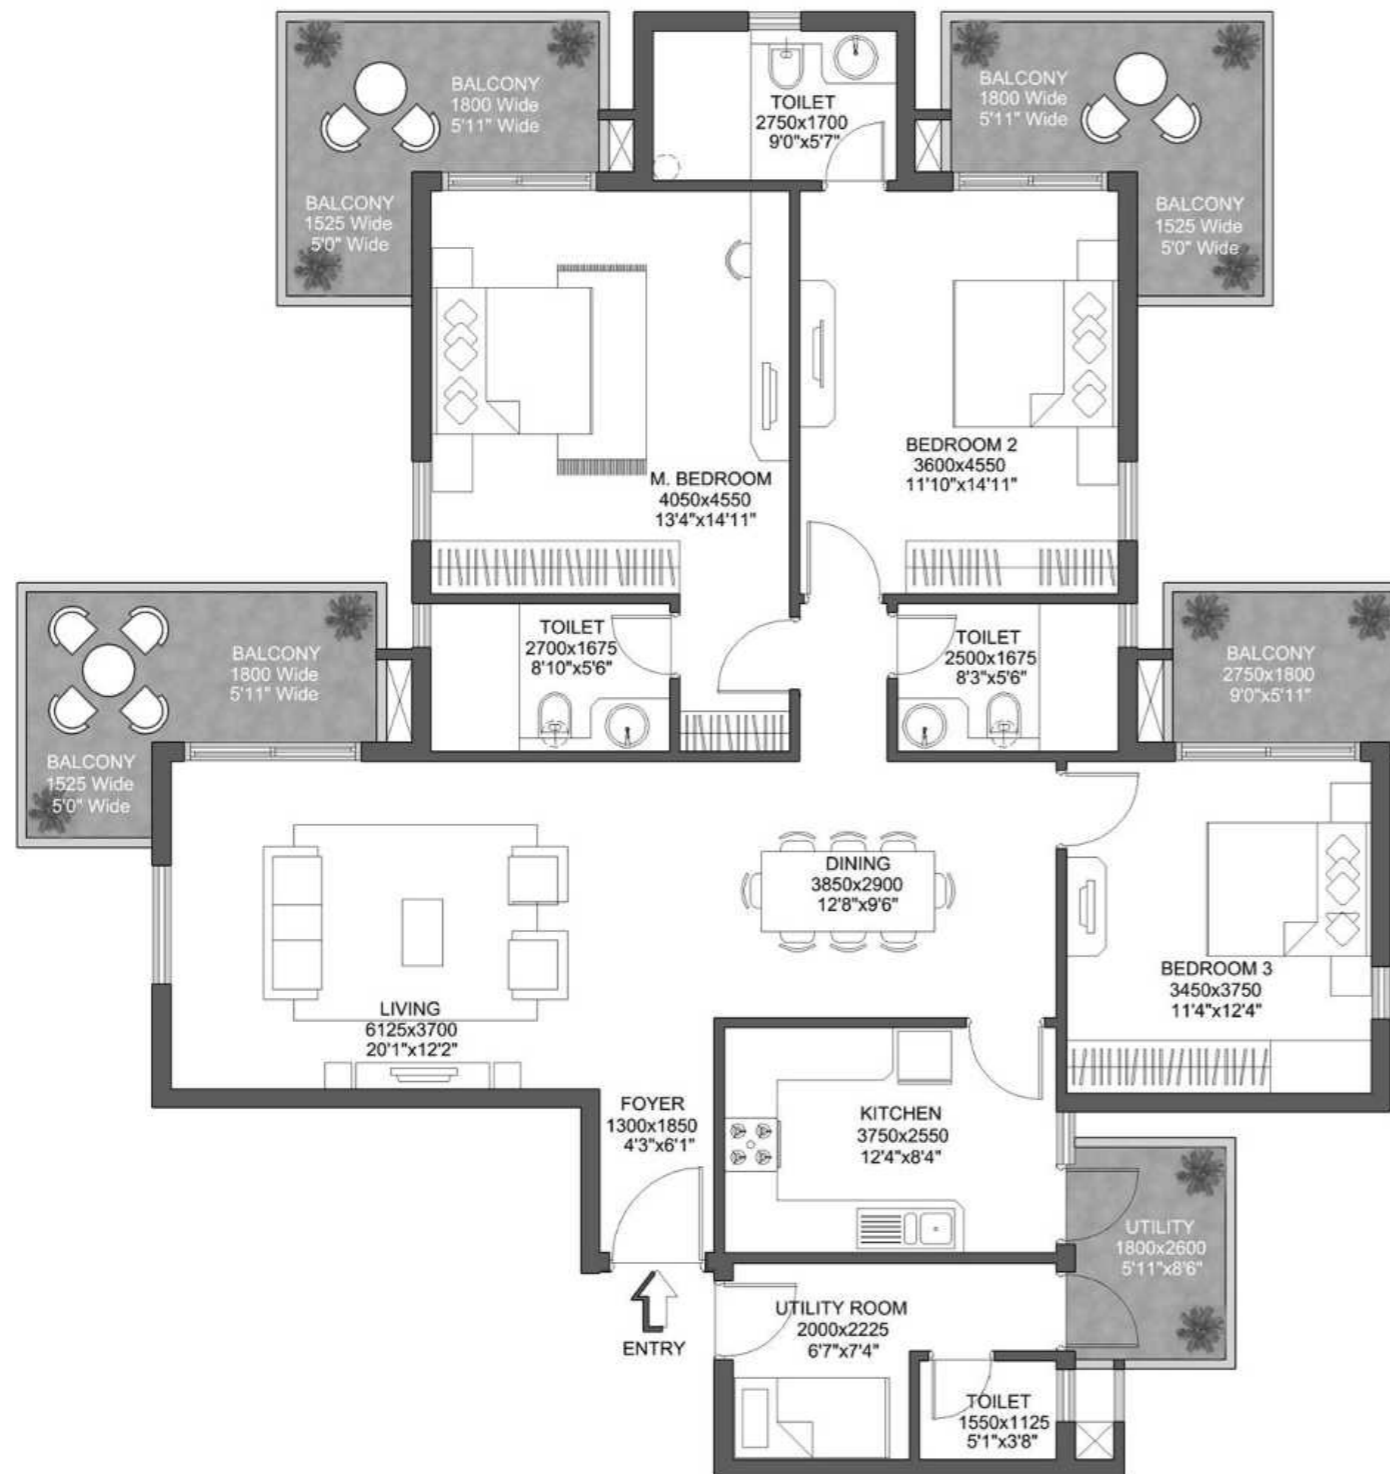 BALCONY
1800 Wide
5'11" Wide
BALCONY
1525 Wide
5'0" Wide
TOILET
2750x1700
9'0"x5'7"
BALCONY
1800 Wide
5'11" Wide
BALCONY
1525 Wide
5'0" Wide
M. BEDROOM
4050x4550
13'4"x14'11"
BEDROOM 2
3600x4550
11'10"x14'11"
BALCONY
1800 Wide
5'11" Wide
BALCONY
1525 Wide
5'0" Wide
TOILET
2700x1675
8'10"x5'6"
TOILET
2500x1675
8'3"x5'6"
BALCONY
2750x1800
9'0"x5'11"
LIVING
6125x3700
20'1"x12'2"
DINING
3850x2900
12'8"x9'6"
BEDROOM 3
3450x3750
11'4"x12'4"
FOYER
1300x1850
4'3"x6'1"
KITCHEN
3750x2550
12'4"x8'4"
UTILITY
1800x2600
5'11"x8'6"
ENTRY
UTILITY ROOM
2000x2225
6'7"x7'4"
TOILET
1550x1125
5'1"x3'8"